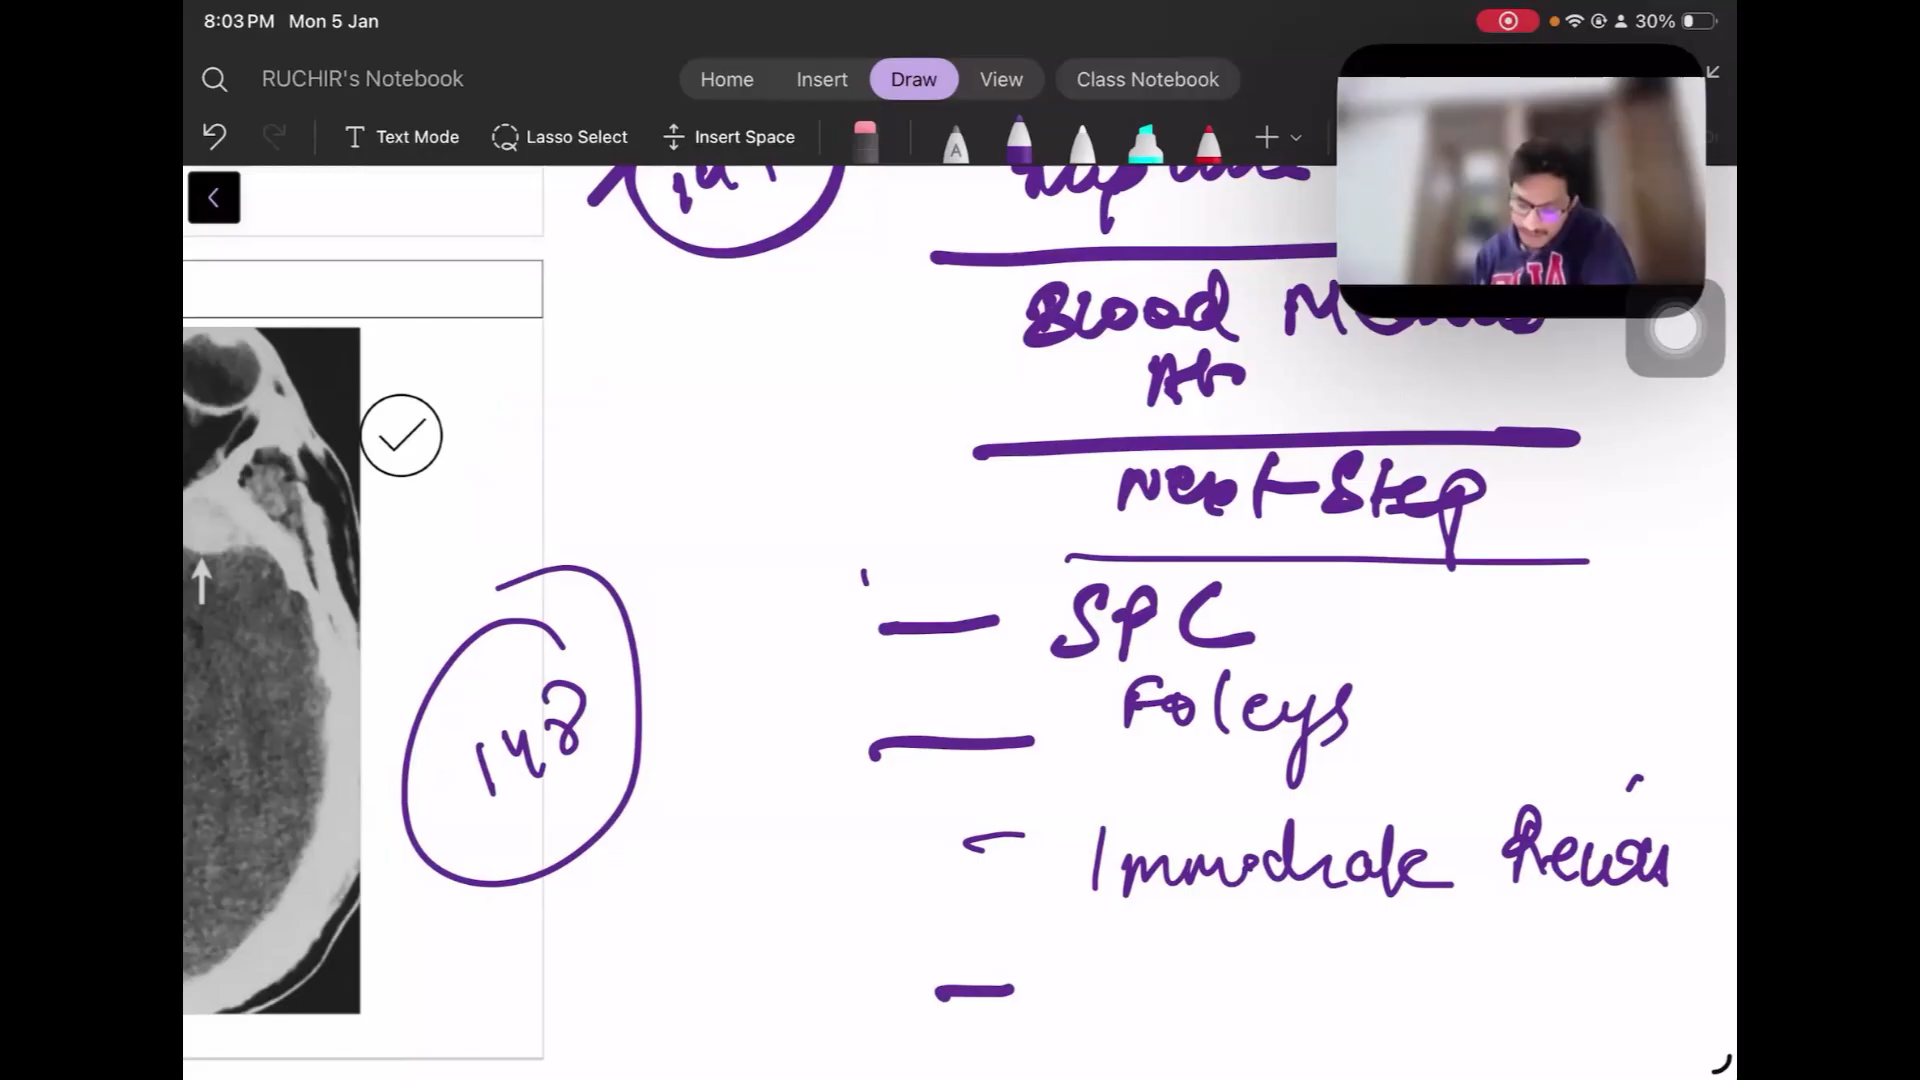 8:03 PM Mon 5 Jan 30%
RUCHIR's Notebook Home Insert Draw View Class Notebook
Text Mode Lasso Select Insert Space
A
Blood
At
Next Step
SPC
Foleys
148
Immediate